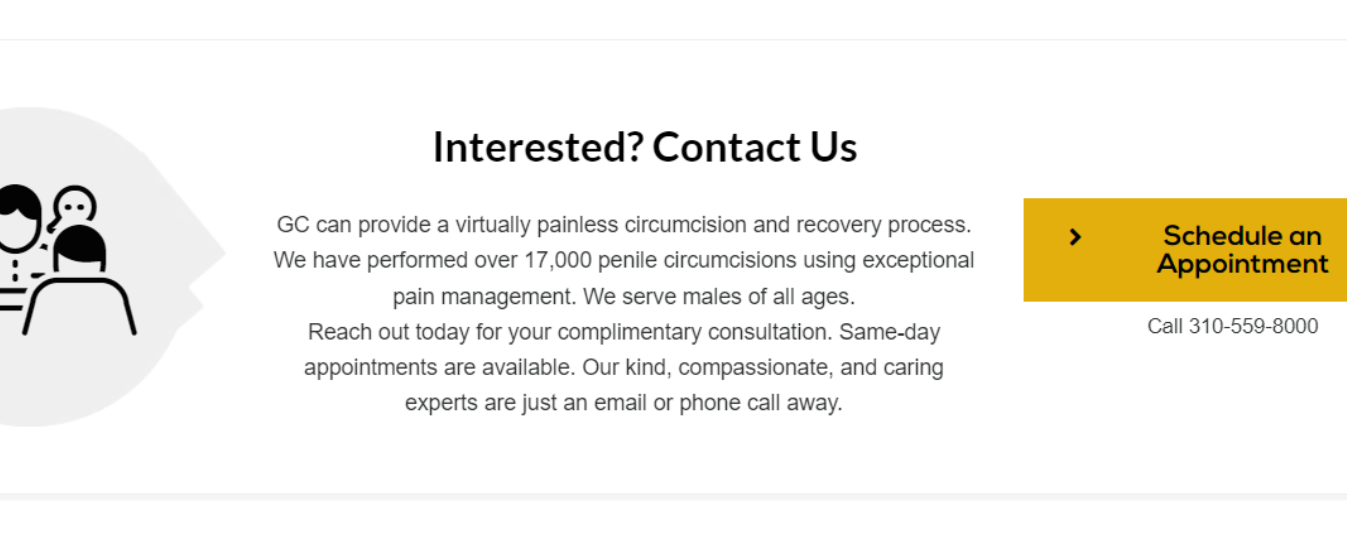 Interested? Contact Us
GC can provide a virtually painless circumcision and recovery process.
We have performed over 17,000 penile circumcisions using exceptional
pain management. We serve males of all ages.
Reach out today for your complimentary consultation. Same-day
appointments are available. Our kind, compassionate, and caring
experts are just an email or phone call away.
Schedule an
Appointment
Call 310-559-8000